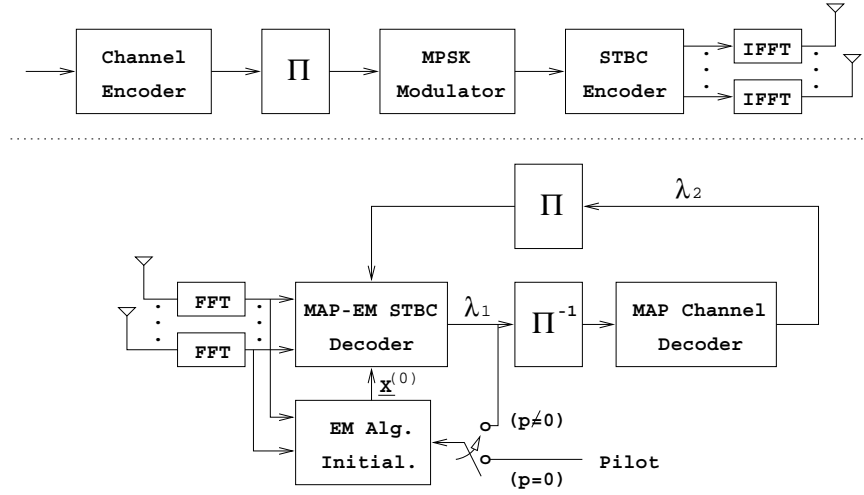 Channel
Encoder
Π
MPSK
Modulator
STBC
Encoder
IFFT
IFFT
Π
λ2
FFT
FFT
MAP-EM STBC
Decoder
λ1
Π-1
MAP Channel
Decoder
X(0)
EM Alg.
Initial.
(p≠0)
(p=0)
Pilot